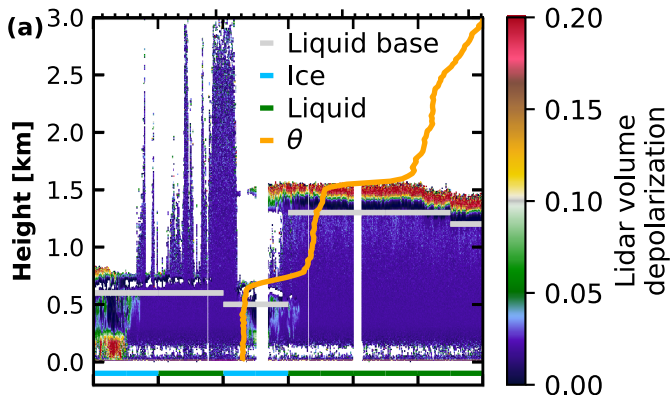 (a)
3.0
2.5
2.0
1.5
1.0
0.5
0.0
Height [km]
Liquid base
Ice
Liquid
θ
0.20
0.15
0.10
0.05
0.00
Lidar volume
depolarization